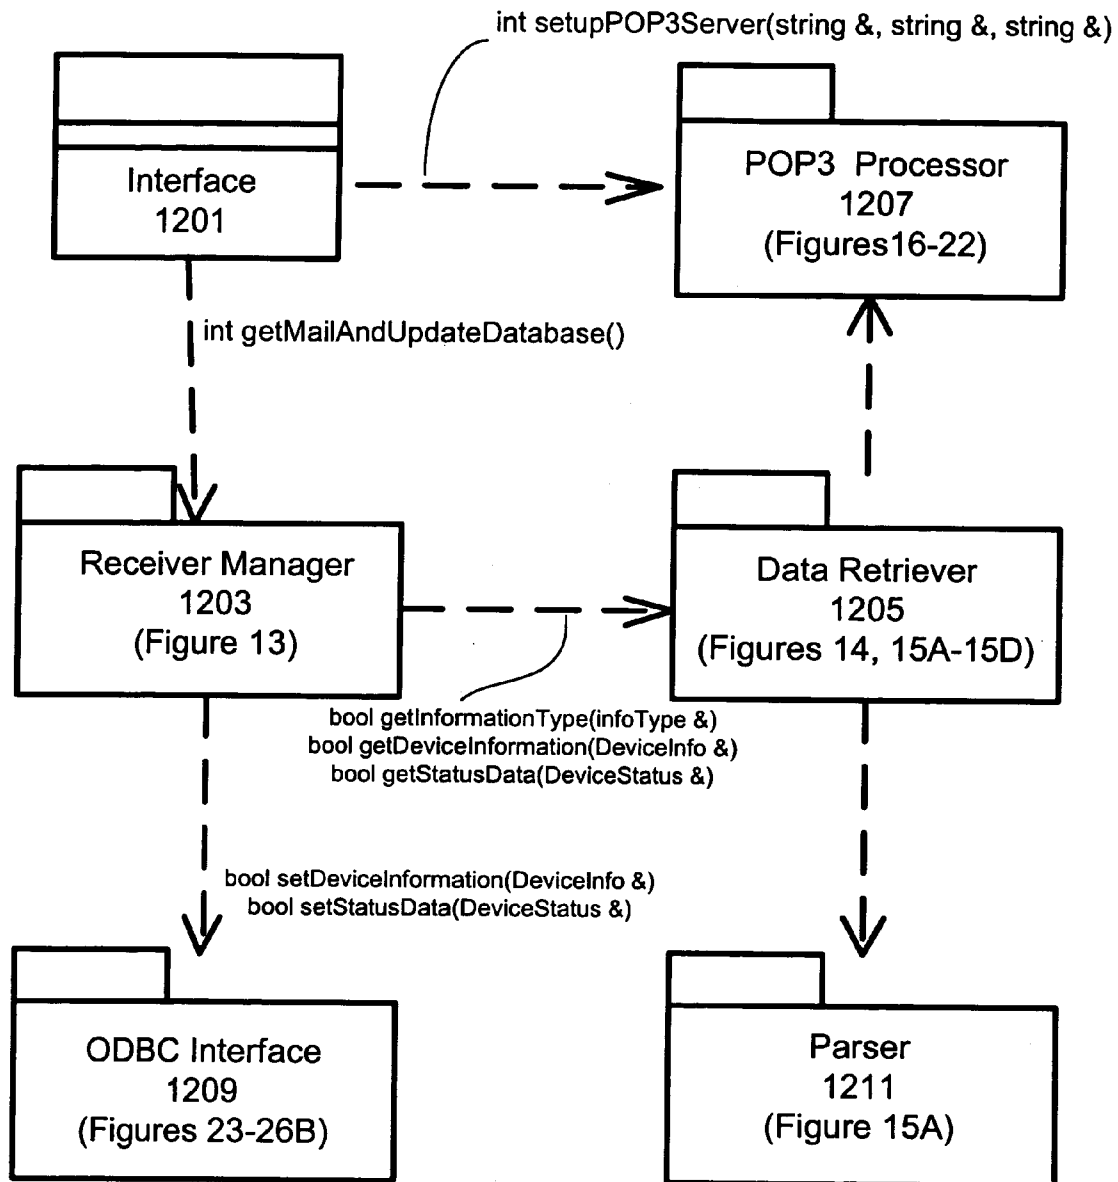 int setupPOP3Server(string &, string &, string &)
Interface
1201
POP3 Processor
1207
(Figures16-22)
int getMailAndUpdateDatabase()
Receiver Manager
1203
(Figure 13)
Data Retriever
1205
(Figures 14, 15A-15D)
bool getInformationType(infoType &)
bool getDeviceInformation(DeviceInfo &)
bool getStatusData(DeviceStatus &)
bool setDeviceInformation(DeviceInfo &)
bool setStatusData(DeviceStatus &)
ODBC Interface
1209
(Figures 23-26B)
Parser
1211
(Figure 15A)